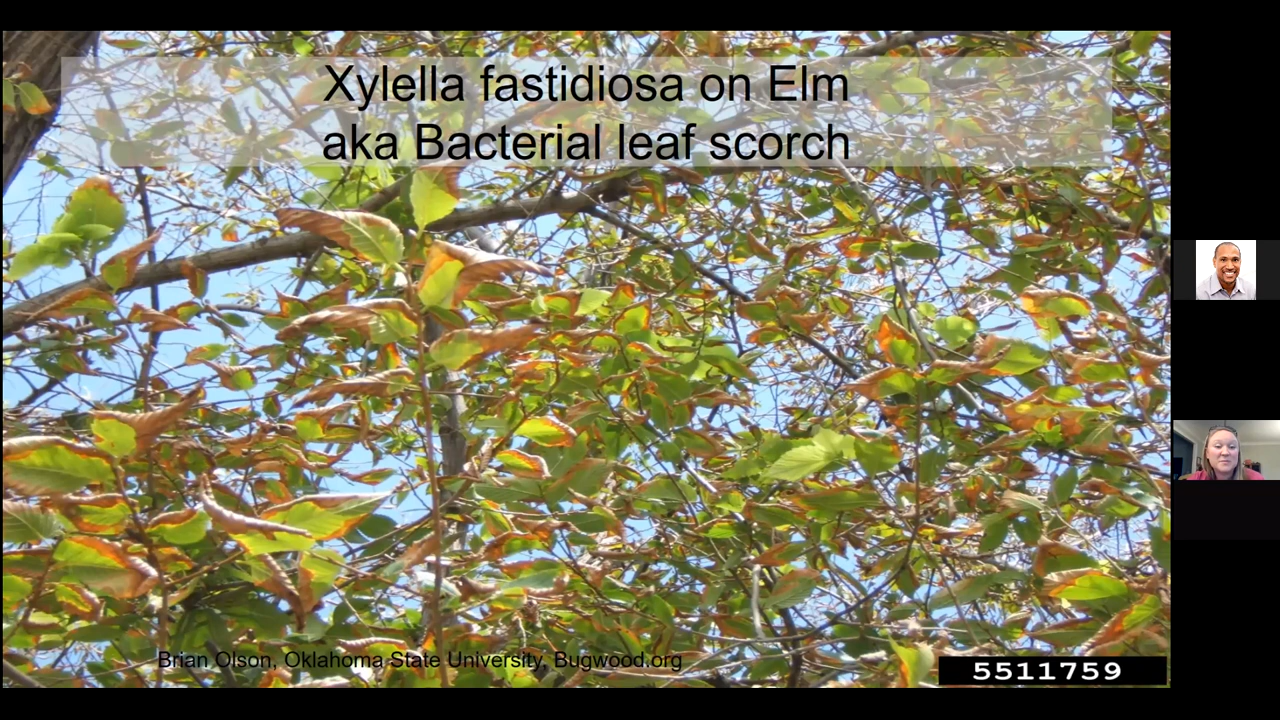 Xylella fastidiosa on Elm
aka Bacterial leaf scorch
Brian Olson, Oklahoma State University, Bugwood.org
5511759